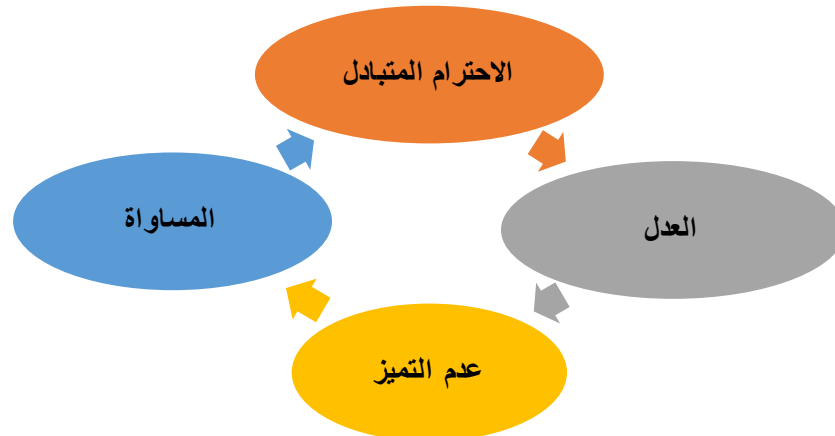 الاحترام المتبادل
العدل
عدم التميز
المساواة